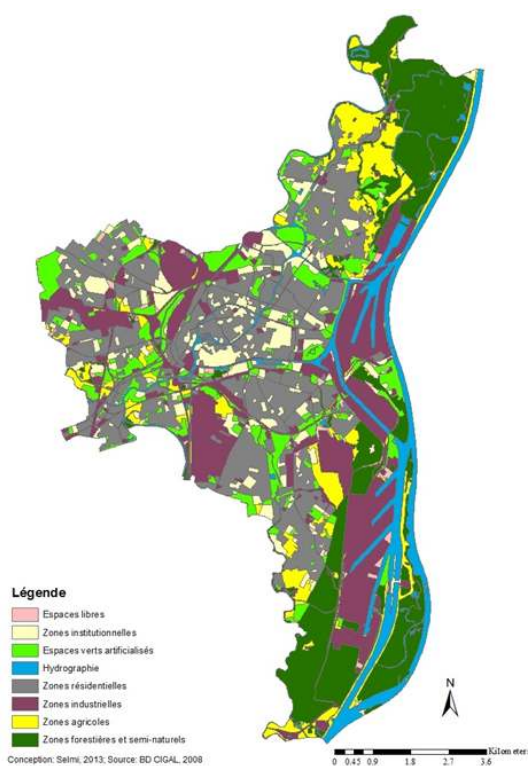 N
Légende
Espaces libres
Zones institutionnelles
Espaces verts artificialisés
Hydrographie
Zones résidentielles
Zones industrielles
Zones agricoles
Zones forestières et semi-naturels
Conception: Selmi, 2013; Source: BD CIGAL, 2008
Kilometers
0 0.45 0.9 1.8 2.7 3.6